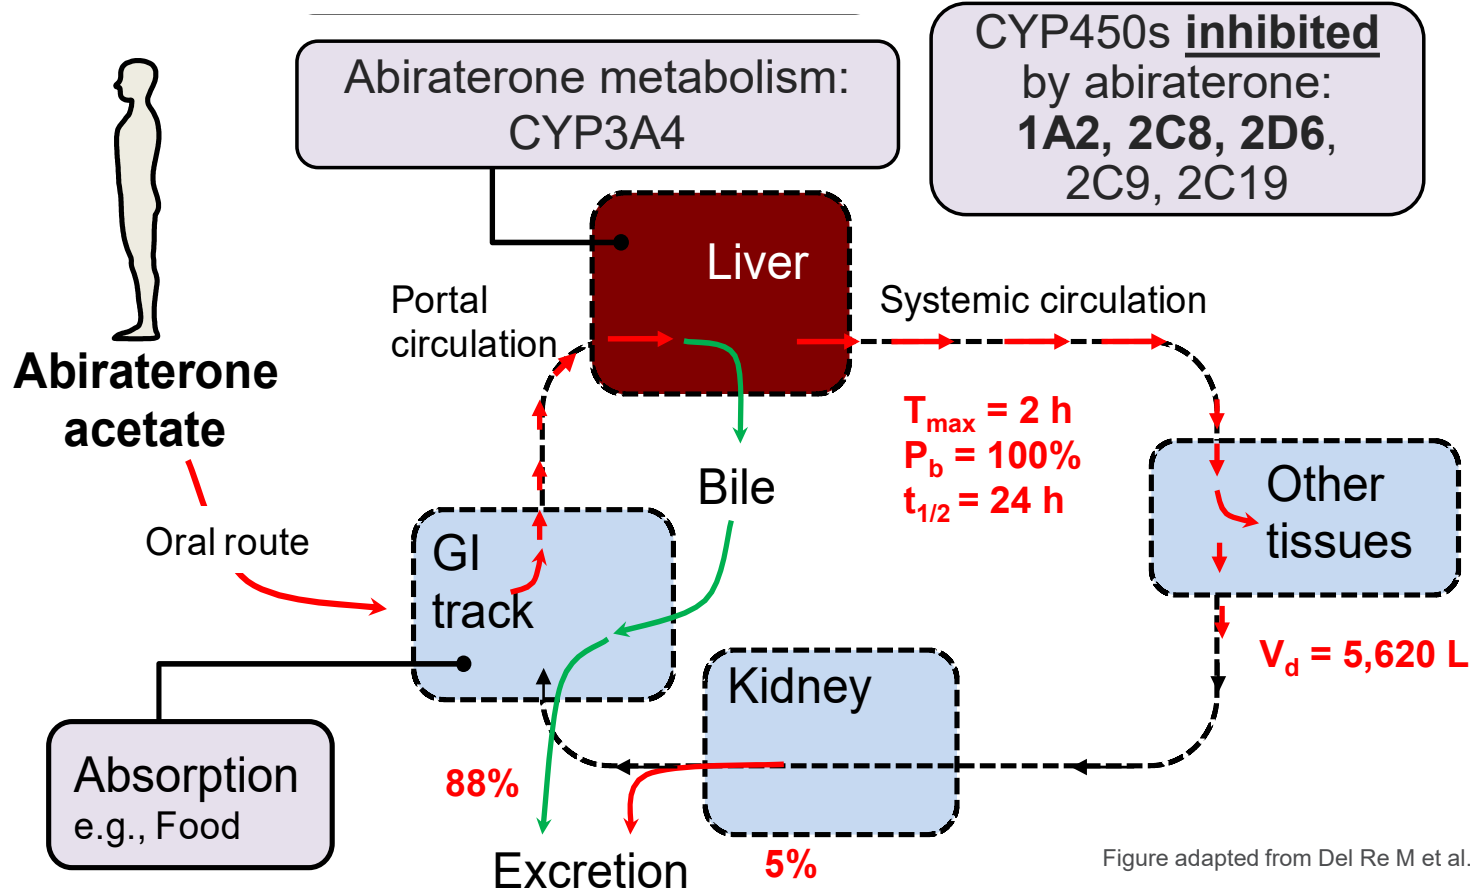 Abiraterone metabolism:
CYP3A4
CYP450s inhibited
by abiraterone:
1A2, 2C8, 2D6,
2C9, 2C19
Liver
Portal
circulation
Systemic circulation
Abiraterone
acetate
Tmax = 2 h
Pb = 100%
t1/2 = 24 h
Bile
Other
tissues
Oral route
GI
track
Vd = 5,620 L
Kidney
Absorption
e.g., Food
88%
Excretion
5%
Figure adapted from Del Re M et al.